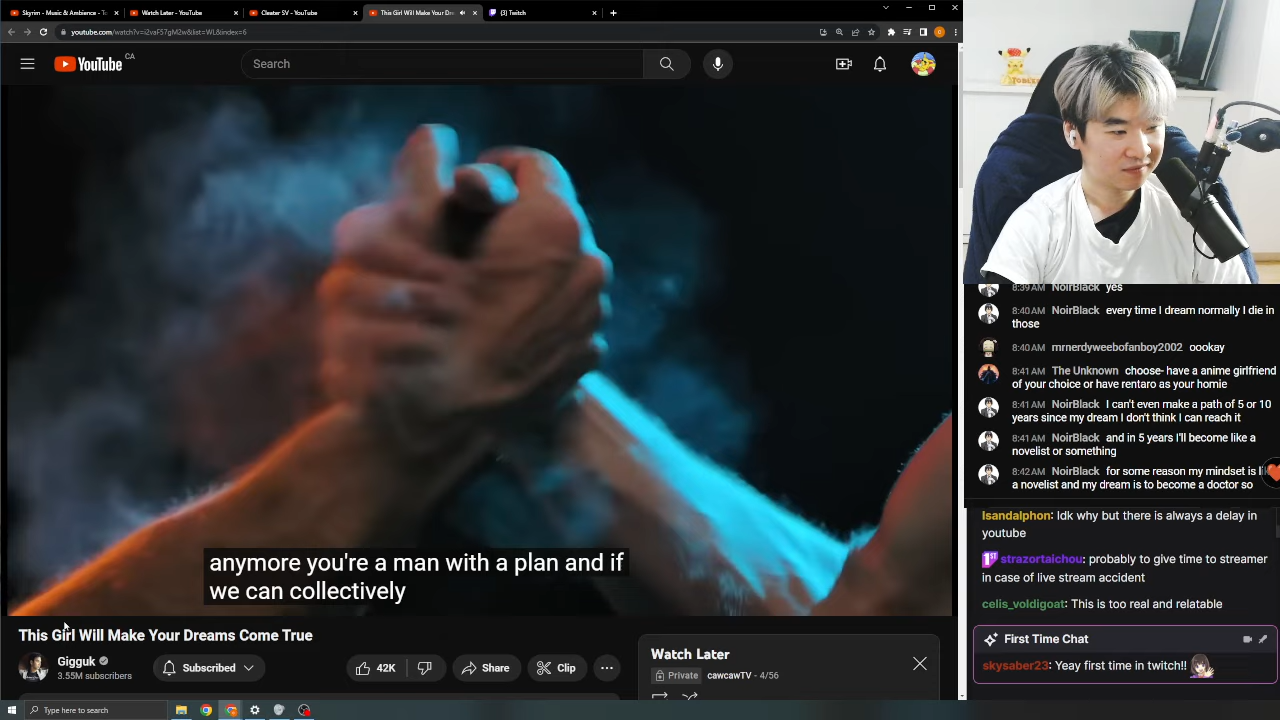 Skyrim - Music & Ambience - To
Watch Later - YouTube
Cleater SV - YouTube
This Girl Will Make Your Dre
(3) Twitch
youtube.com/watch?v=i2vaFS7gM2w&list=WL&index=6
YouTube CA
Search
TOBLE
anymore you're a man with a plan and if
we can collectively
This Girl Will Make Your Dreams Come True
Gigguk
3.55M subscribers
Subscribed
42K
Share
Clip
Watch Later
Private
cawcawTV - 4/56
Type here to search
8:39 AM NoirBlack yes
8:40 AM NoirBlack every time I dream normally I die in
those
8:40 AM mrnerdyweebofanboy2002 oookay
8:41 AM The Unknown choose- have a anime girlfriend
of your choice or have rentaro as your homie
8:41 AM NoirBlack I can't even make a path of 5 or 10
years since my dream I don't think I can reach it
8:41 AM NoirBlack and in 5 years I'll become like a
novelist or something
8:42 AM NoirBlack for some reason my mindset is li
a novelist and my dream is to become a doctor so
Isandalphon: Idk why but there is always a delay in
youtube
1ST strazortaichou: probably to give time to streamer
in case of live stream accident
celis_voldigoat: This is too real and relatable
First Time Chat
skysaber23: Yeay first time in twitch!!